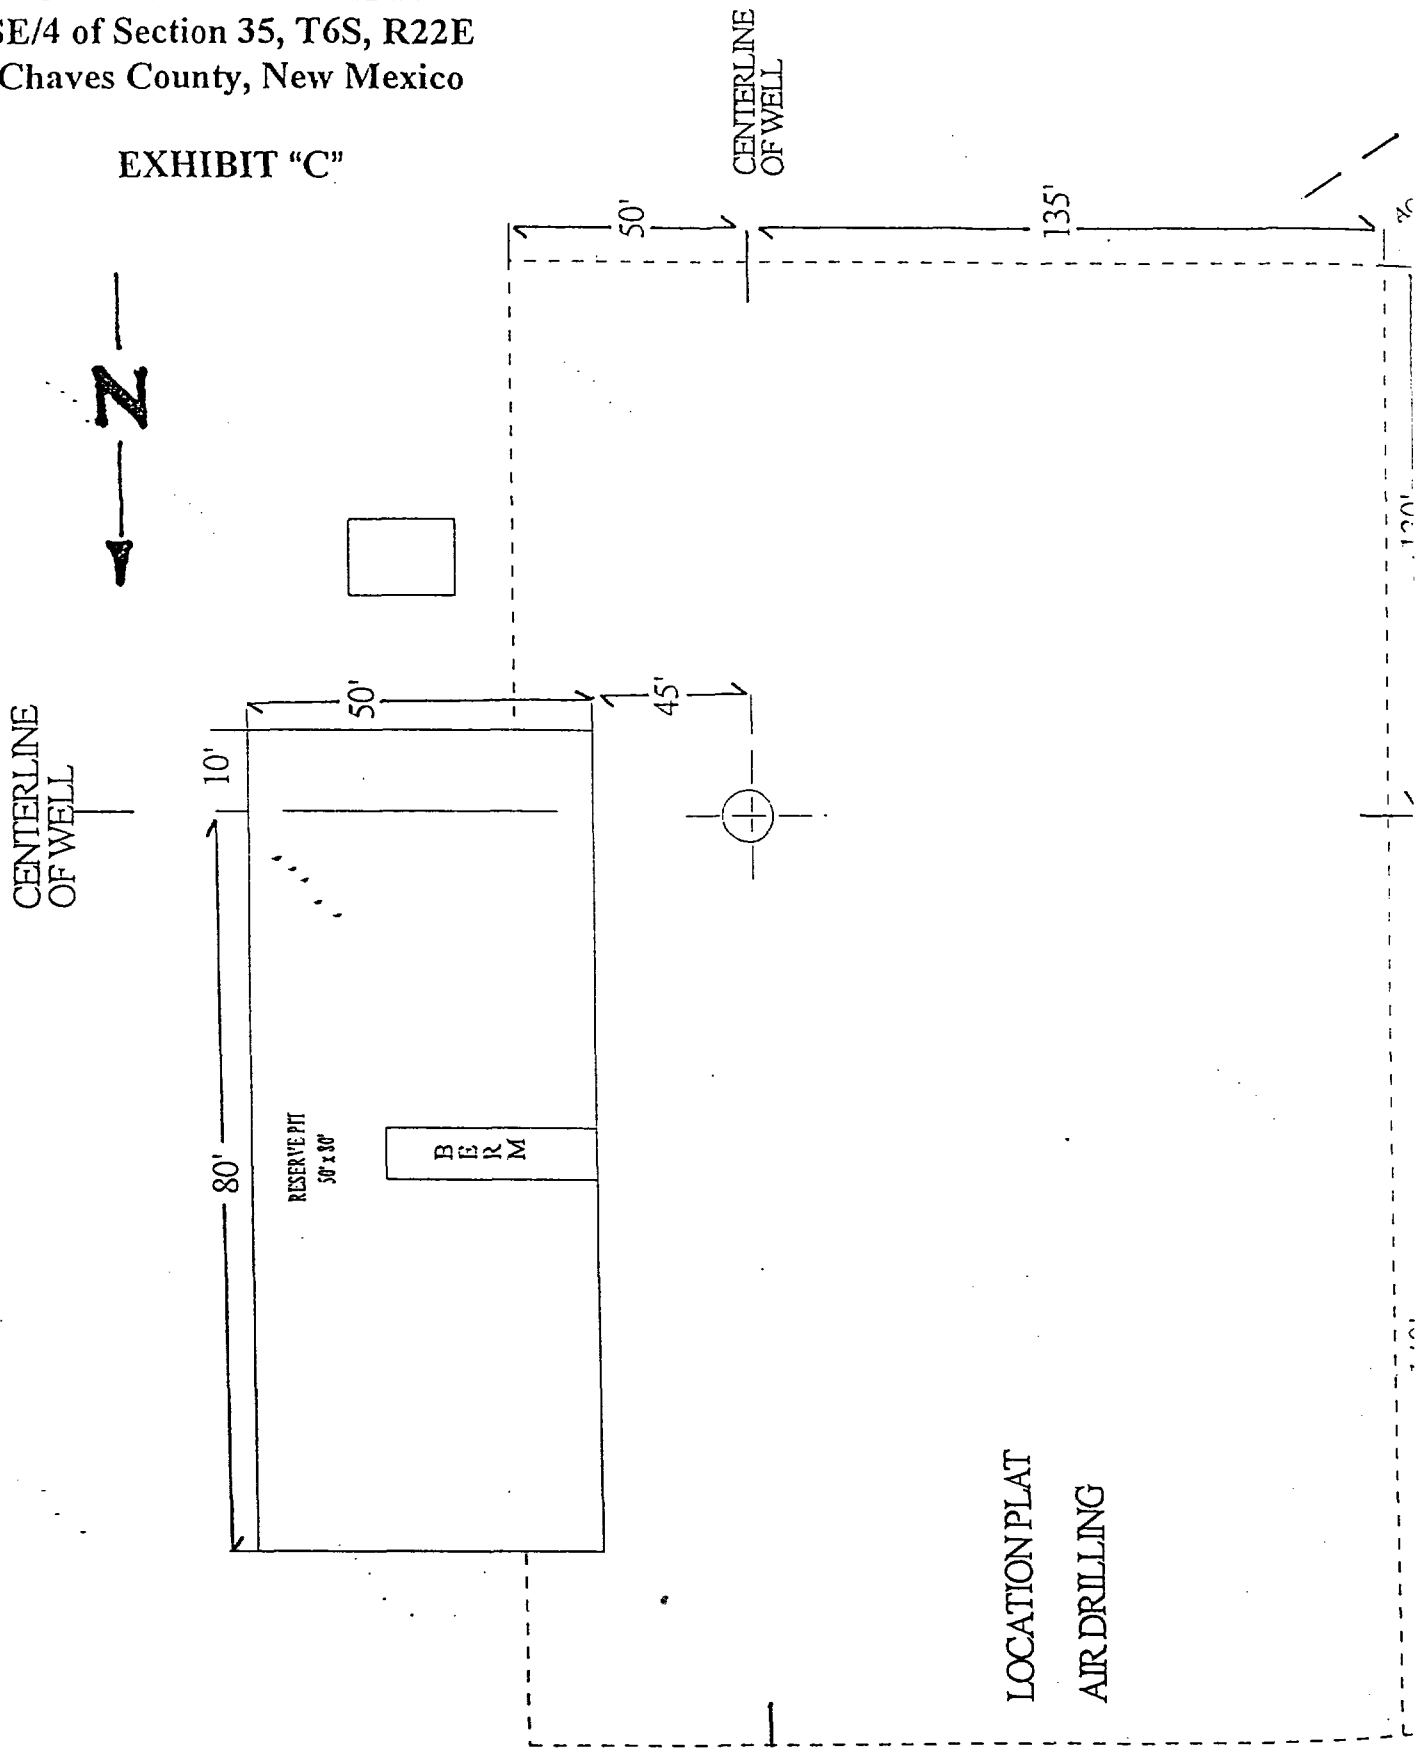 SE/4 of Section 35, T6S, R22E
Chaves County, New Mexico
EXHIBIT “C”
N
CENTERLINE
OF WELL
CENTERLINE
OF WELL
50'
135'
10'
50'
45'
80'
RESERVE PIT
50' x 80'
B
E
R
M
LOCATION PLAT
AIR DRILLING